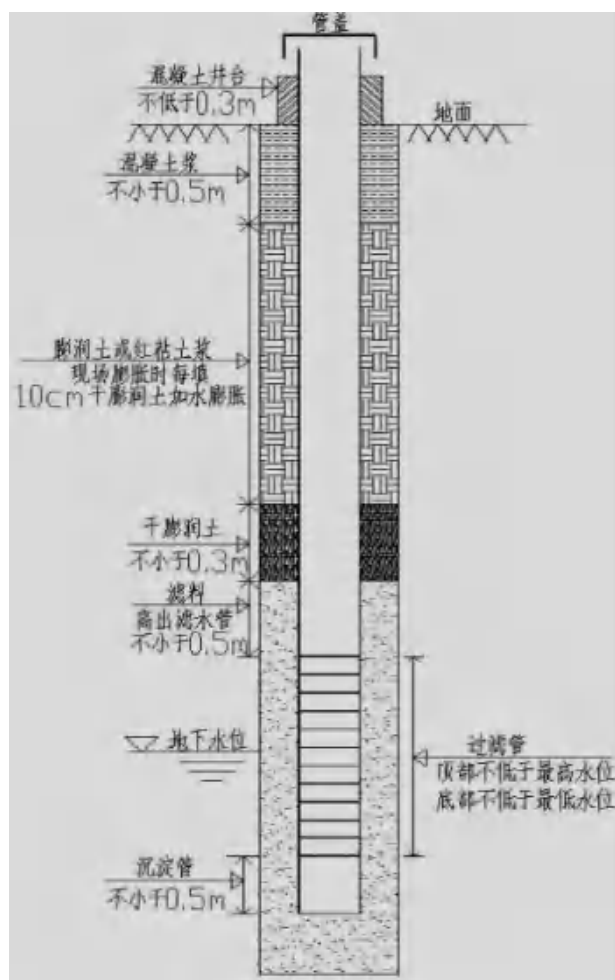 管盖
混凝土井台
不低于0.3m
地面
混凝土浆
不小于0.5m
膨润土或红粘土浆
现场膨胀时每填
10cm干膨润土加水膨胀
干膨润土
不小于0.3m
滤料
高出滤水管
不小于0.5m
地下水位
过滤管
顶部不低于最高水位
底部不低于最低水位
沉淀管
不小于0.5m